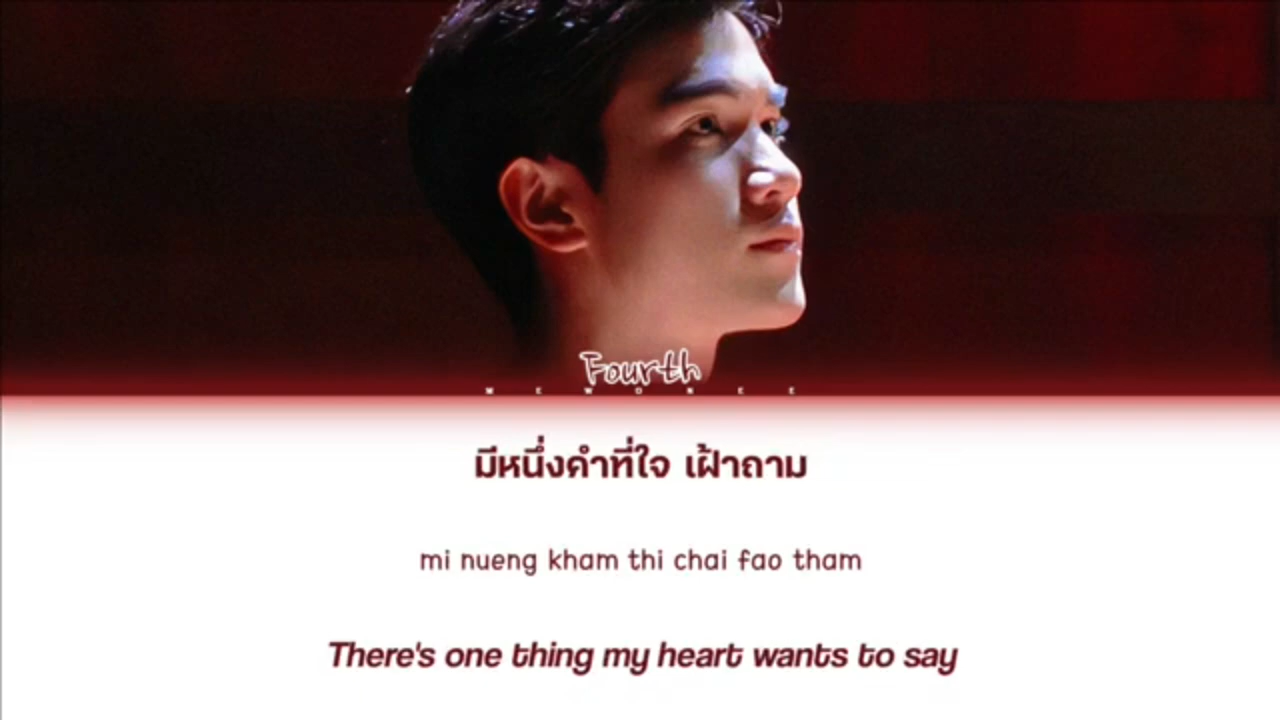 Fourth
มีหนึ่งคำที่ใจ เฝ้าถาม
mi nueng kham thi chai fao tham
There's one thing my heart wants to say